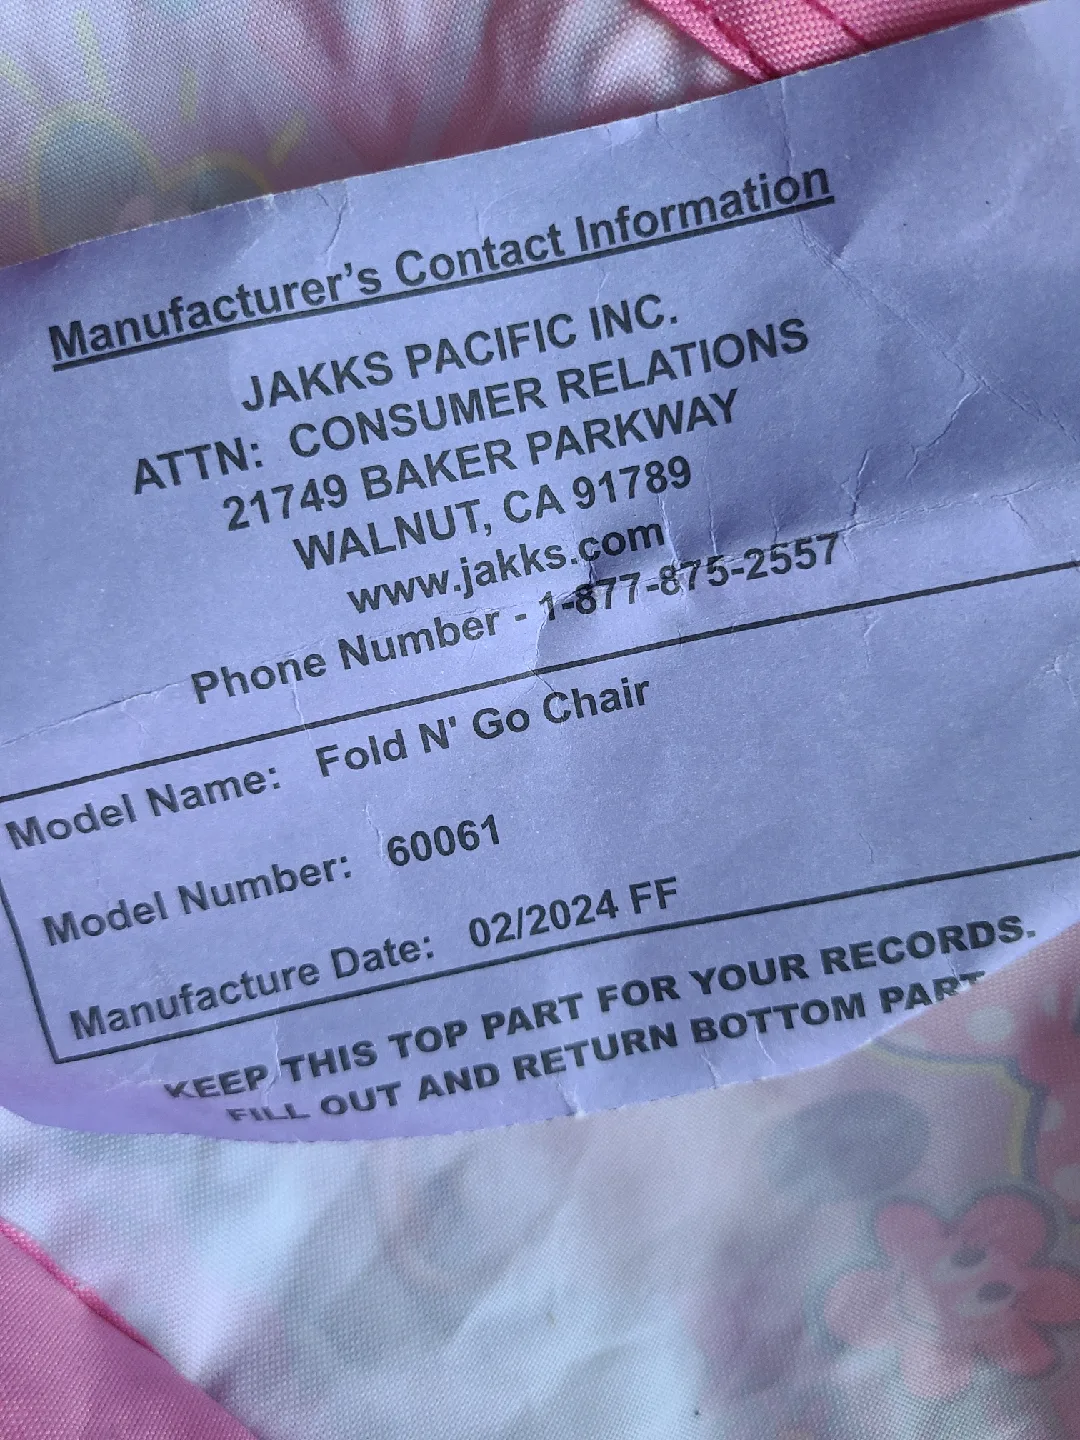 Manufacturer's Contact Information
JAKKS PACIFIC INC.
ATTN: CONSUMER RELATIONS
21749 BAKER PARKWAY
WALNUT, CA 91789
www.jakks.com
Phone Number - 1-877-875-2557
Model Name: Fold N' Go Chair
Model Number: 60061
Manufacture Date: 02/2024 FF
KEEP THIS TOP PART FOR YOUR RECORDS.
FILL OUT AND RETURN BOTTOM PART